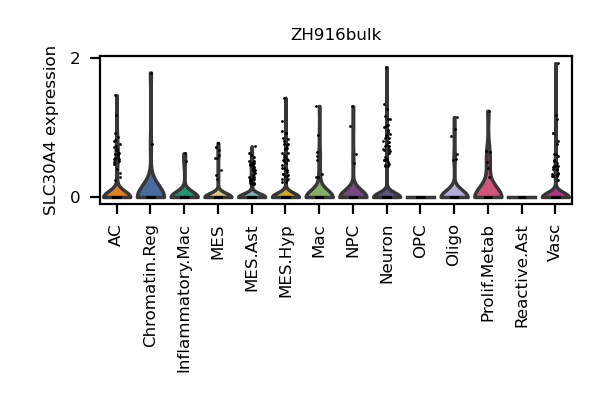 ZH916bulk
SLC30A4 expression
2
0
AC
Chromatin.Reg
Inflammatory.Mac
MES
MES.Ast
MES.Hyp
Mac
NPC
Neuron
OPC
Oligo
Prolif.Metab
Reactive.Ast
Vasc